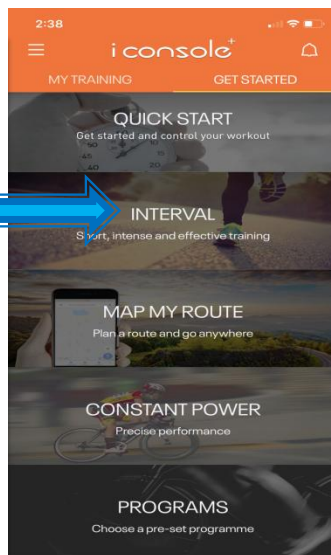 2:38
i console+
MY TRAINING GET STARTED
QUICK START
Get started and control your workout
INTERVAL
Short, intense and effective training
MAP MY ROUTE
Plan a route and go anywhere
CONSTANT POWER
Precise performance
PROGRAMS
Choose a pre-set programme